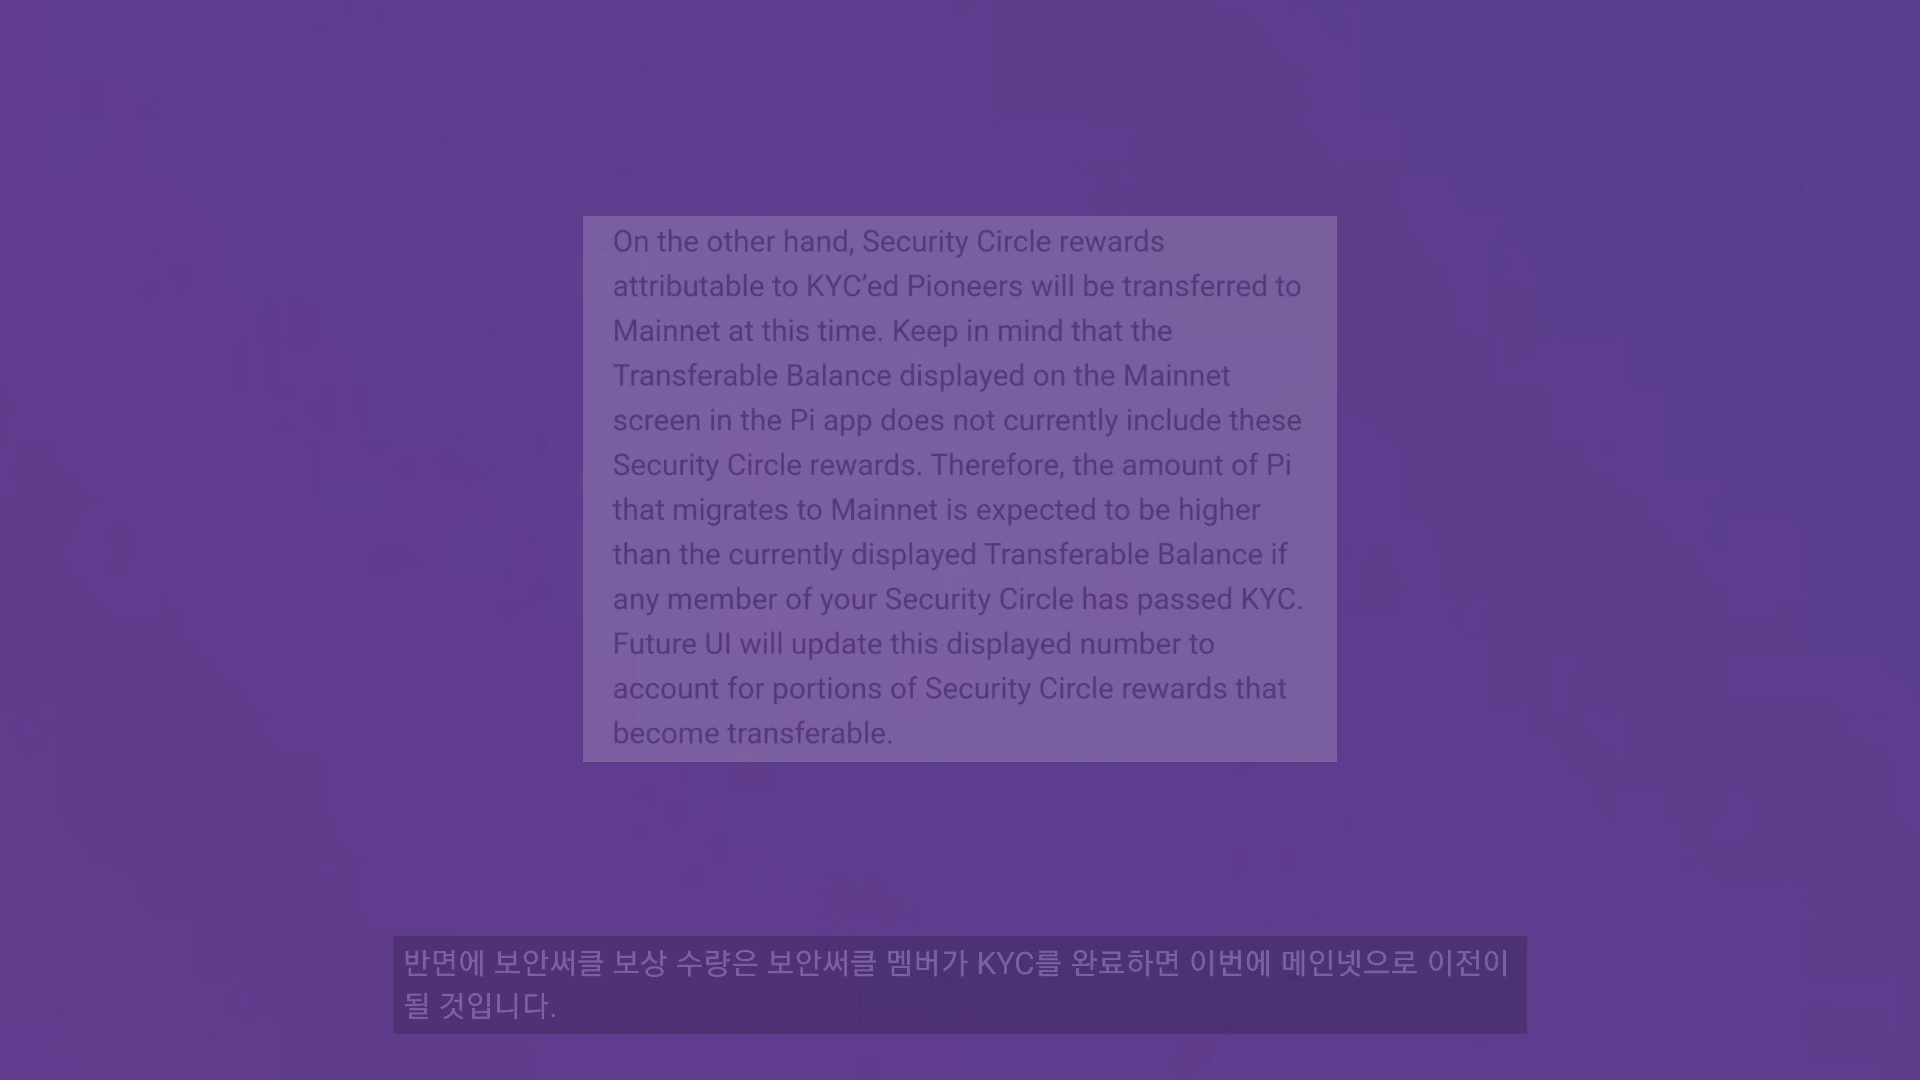 On the other hand, Security Circle rewards
attributable to KYC’ed Pioneers will be transferred to
Mainnet at this time. Keep in mind that the
Transferable Balance displayed on the Mainnet
screen in the Pi app does not currently include these
Security Circle rewards. Therefore, the amount of Pi
that migrates to Mainnet is expected to be higher
than the currently displayed Transferable Balance if
any member of your Security Circle has passed KYC.
Future UI will update this displayed number to
account for portions of Security Circle rewards that
become transferable.
반면에 보안써클 보상 수량은 보안써클 멤버가 KYC를 완료하면 이번에 메인넷으로 이전이
될 것입니다.